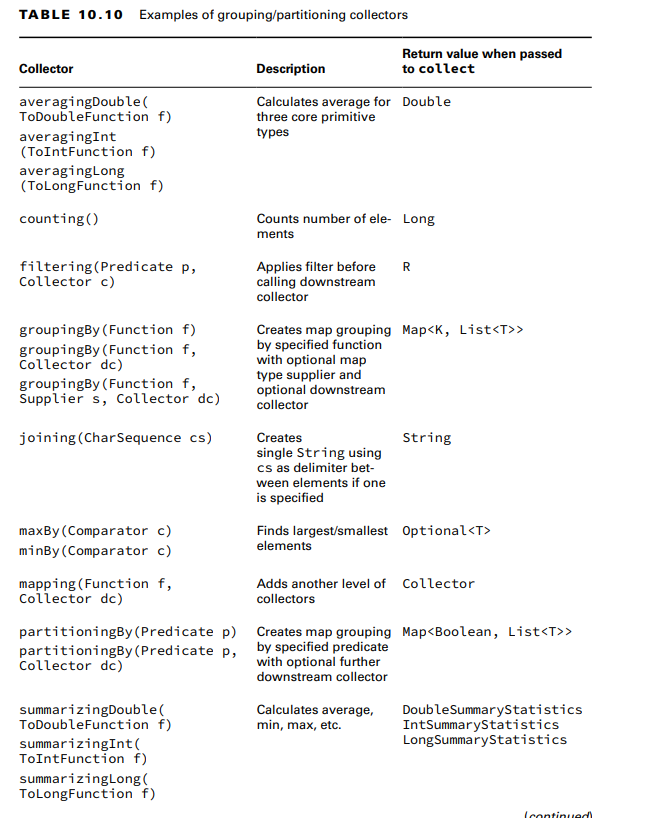 TABLE 10.10 Examples of grouping/partitioning collectors
Return value when passed
Collector Description to collect
averagingDouble( Calculates average for Double
ToDoubleFunction f) three core primitive
averagingInt types
(ToIntFunction f)
averagingLong
(ToLongFunction f)
counting() Counts number of ele- Long
ments
filtering(Predicate p, Applies filter before R
Collector c) calling downstream
collector
groupingBy(Function f) Creates map grouping Map<K, List<T>>
groupingBy(Function f, by specified function
Collector dc) with optional map
groupingBy(Function f, type supplier and
Supplier s, Collector dc) optional downstream
collector
joining(CharSequence cs) Creates String
single String using
cs as delimiter bet-
ween elements if one
is specified
maxBy(Comparator c) Finds largest/smallest Optional<T>
minBy(Comparator c) elements
mapping(Function f, Adds another level of Collector
Collector dc) collectors
partitioningBy(Predicate p) Creates map grouping Map<Boolean, List<T>>
partitioningBy(Predicate p, by specified predicate
Collector dc) with optional further
downstream collector
summarizingDouble( Calculates average, DoubleSummaryStatistics
ToDoubleFunction f) min, max, etc. IntSummaryStatistics
summarizingInt( LongSummaryStatistics
ToIntFunction f)
summarizingLong(
ToLongFunction f)
(continued)